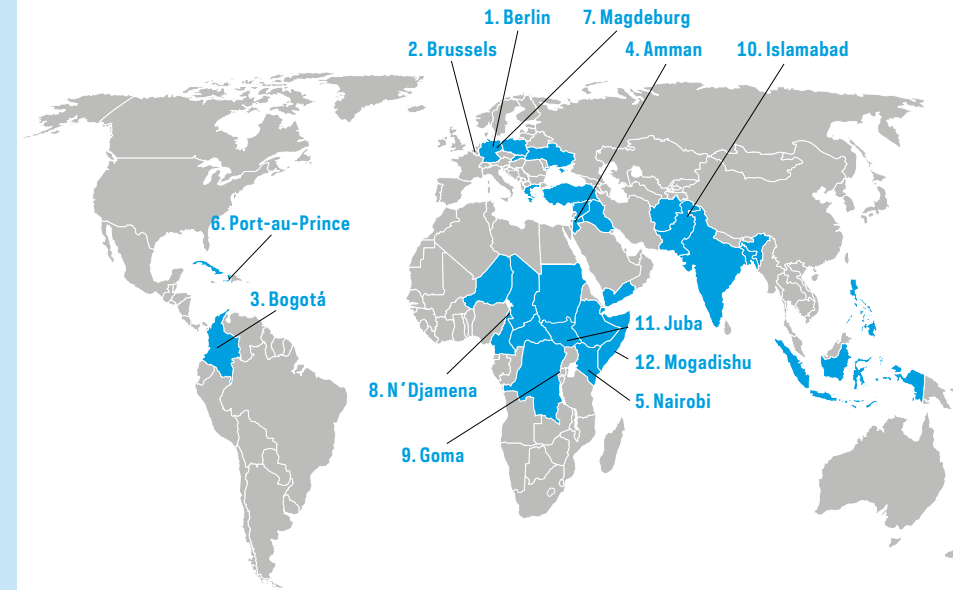 1. Berlin
7. Magdeburg
2. Brussels
4. Amman
10. Islamabad
6. Port-au-Prince
3. Bogotá
11. Juba
12. Mogadishu
8. N´Djamena
5. Nairobi
9. Goma